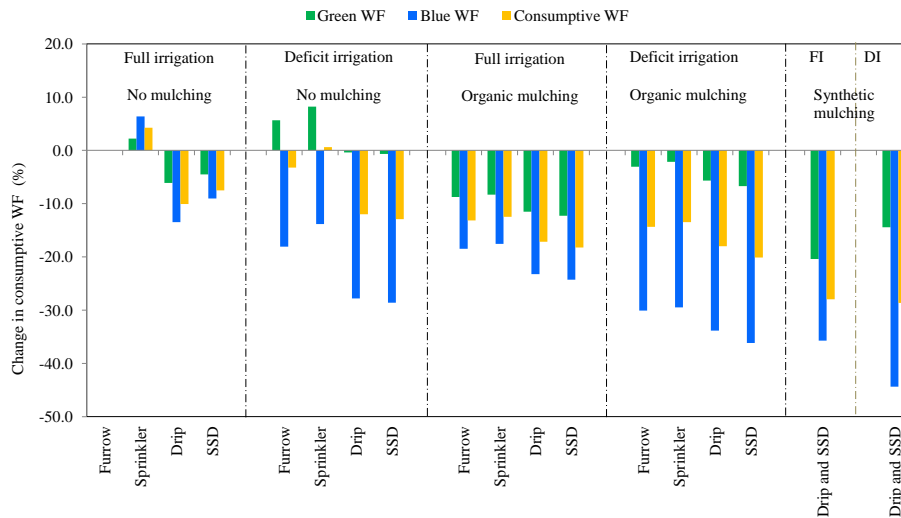 Green WF Blue WF Consumptive WF
Change in consumptive WF (%)
20.0
10.0
0.0
-10.0
-20.0
-30.0
-40.0
-50.0
Full irrigation
No mulching
Deficit irrigation
No mulching
Full irrigation
Organic mulching
Deficit irrigation
Organic mulching
FI DI
Synthetic
mulching
Furrow
Sprinkler
Drip
SSD
Furrow
Sprinkler
Drip
SSD
Furrow
Sprinkler
Drip
SSD
Furrow
Sprinkler
Drip
SSD
Drip and SSD
Drip and SSD